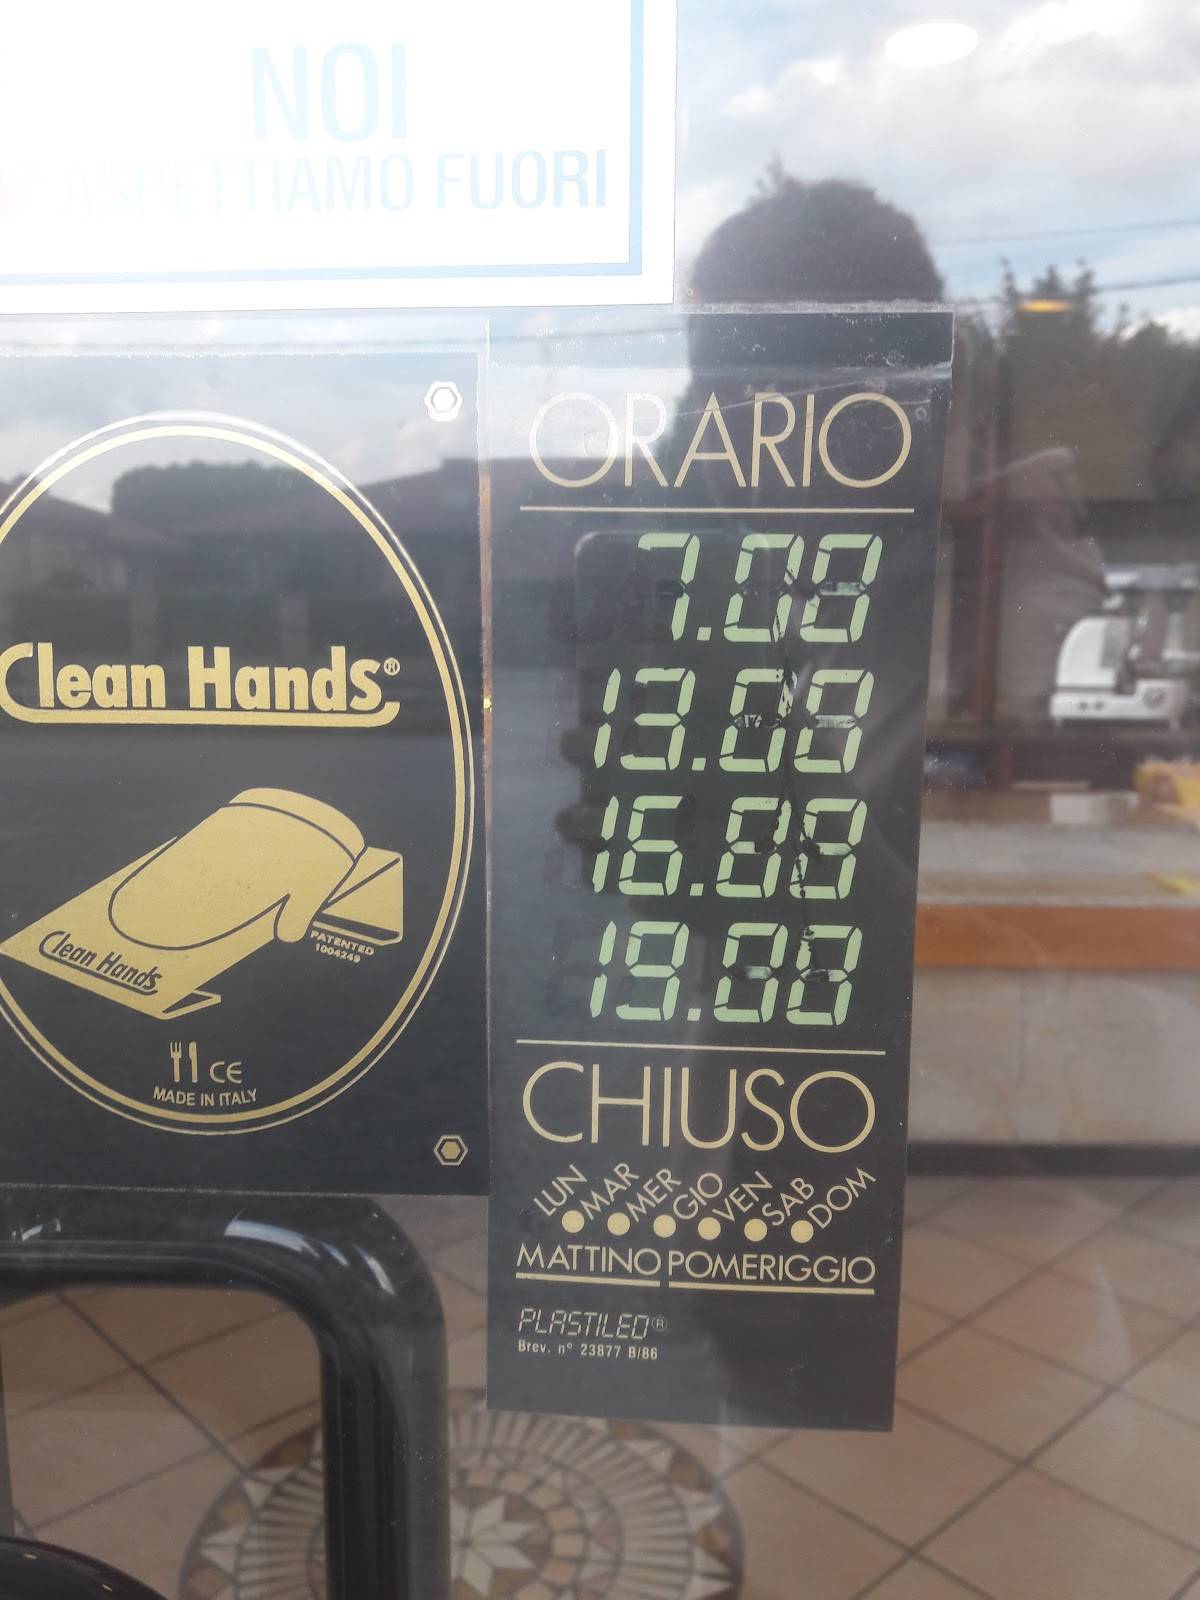 NOI
ASPETTIAMO FUORI
Clean Hands®
Clean Hands
PATENTED
1004249
CE
MADE IN ITALY
ORARIO
7.00
13.00
16.00
19.00
CHIUSO
LUN MAR MER GIO VEN SAB DOM
MATTINO POMERIGGIO
PLASTILED®
Brev. n° 23877 B/86